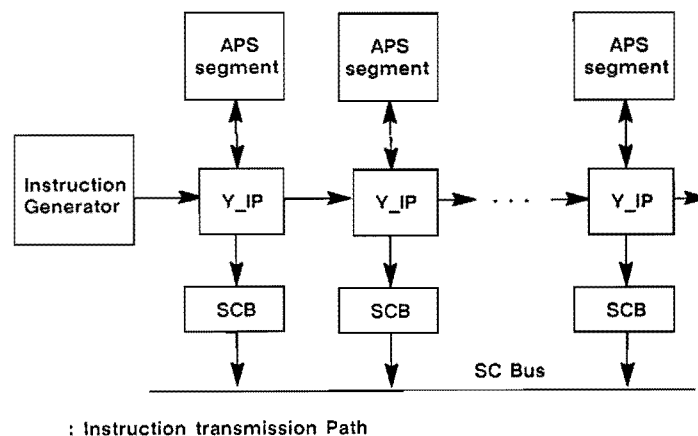 APS segment
APS segment
APS segment
Instruction Generator
Y_IP
Y_IP
. . .
Y_IP
SCB
SCB
SCB
SC Bus
: Instruction transmission Path